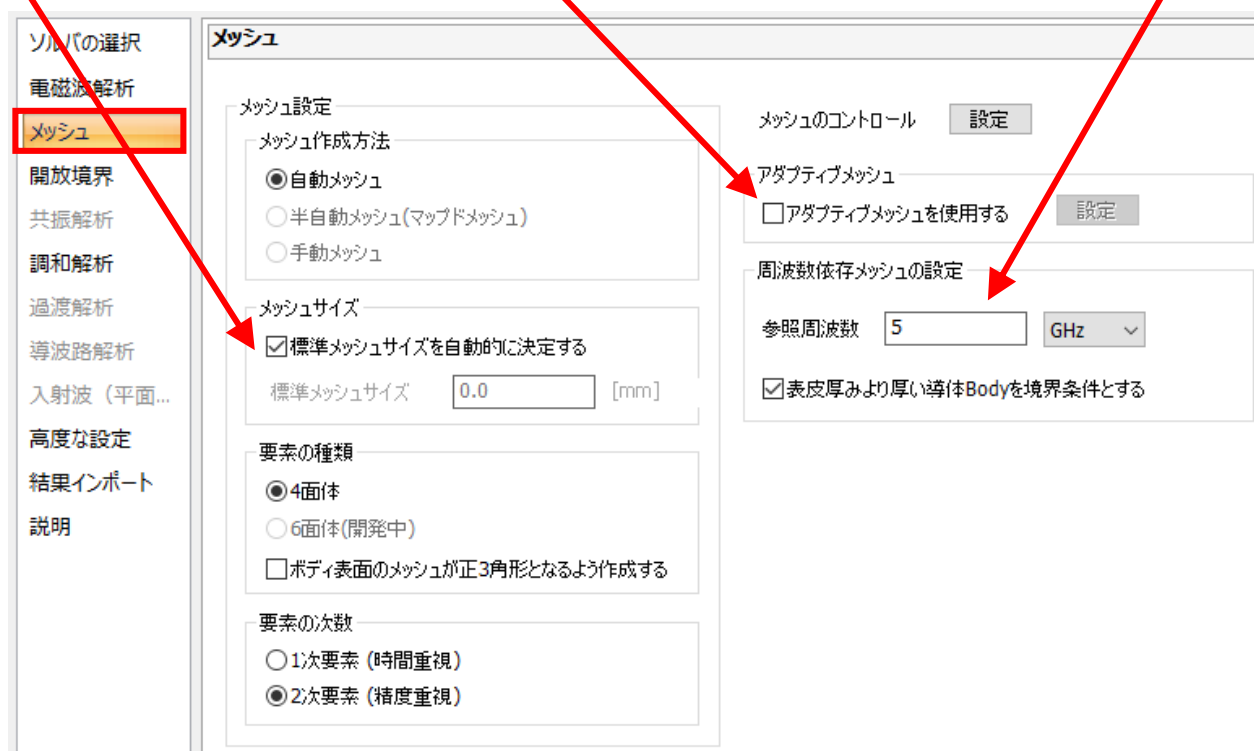 ソルバの選択
電磁波解析
メッシュ
開放境界
共振解析
調和解析
過渡解析
導波路解析
入射波（平面...
高度な設定
結果インポート
説明
メッシュ
メッシュ設定
メッシュ作成方法
自動メッシュ
半自動メッシュ(マップドメッシュ)
手動メッシュ
メッシュサイズ
標準メッシュサイズを自動的に決定する
標準メッシュサイズ 0.0 [mm]
要素の種類
4面体
6面体(開発中)
ボディ表面のメッシュが正3角形となるよう作成する
要素の次数
1次要素 (時間重視)
2次要素 (精度重視)
メッシュのコントロール 設定
アダプティブメッシュ
アダプティブメッシュを使用する 設定
周波数依存メッシュの設定
参照周波数 5 GHz
表皮厚みより厚い導体Bodyを境界条件とする